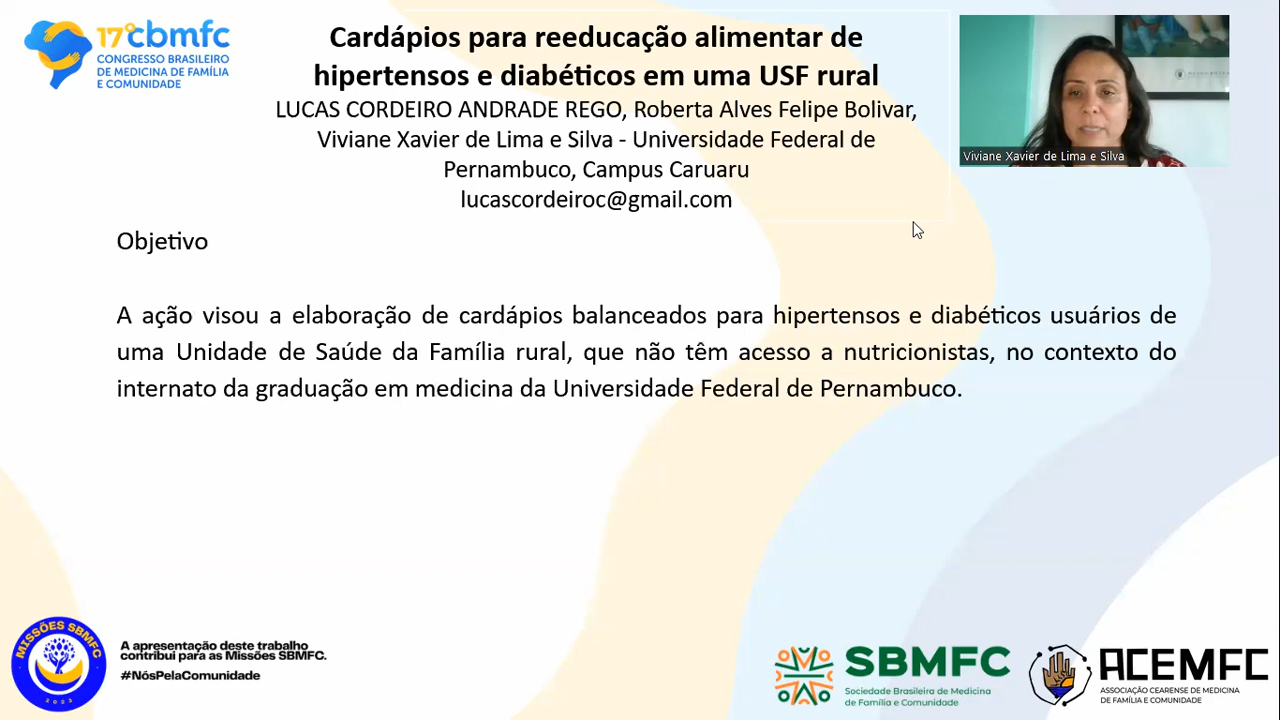 17º cbmfc
CONGRESSO BRASILEIRO
DE MEDICINA DE FAMÍLIA
E COMUNIDADE
Cardápios para reeducação alimentar de
hipertensos e diabéticos em uma USF rural
LUCAS CORDEIRO ANDRADE REGO, Roberta Alves Felipe Bolivar,
Viviane Xavier de Lima e Silva - Universidade Federal de
Pernambuco, Campus Caruaru
lucascordeiroc@gmail.com
Viviane Xavier de Lima e Silva
Objetivo
A ação visou a elaboração de cardápios balanceados para hipertensos e diabéticos usuários de
uma Unidade de Saúde da Família rural, que não têm acesso a nutricionistas, no contexto do
internato da graduação em medicina da Universidade Federal de Pernambuco.
MISSÕES SBMFC
2023
A apresentação deste trabalho
contribui para as Missões SBMFC.
#NósPelaComunidade
SBMFC
Sociedade Brasileira de Medicina
de Família e Comunidade
ACEMFC
ASSOCIAÇÃO CEARENSE DE MEDICINA
DE FAMÍLIA E COMUNIDADE